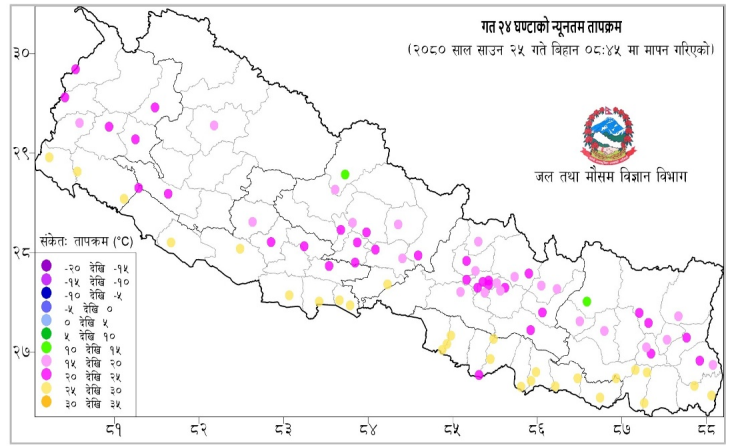 गत २४ घण्टाको न्यूनतम तापक्रम
(२०८० साल साउन २५ गते बिहान ०८:४५ मा मापन गरिएको)
जल तथा मौसम विज्ञान विभाग
३०
२९
२८
२७
संकेतः तापक्रम (°C)
-२० देखि -१५
-१५ देखि -१०
-१० देखि -५
-५ देखि ०
० देखि ५
५ देखि १०
१० देखि १५
१५ देखि २०
२० देखि २५
२५ देखि ३०
३० देखि ३५
८१ ८२ ८३ ८४ ८५ ८६ ८७ ८८